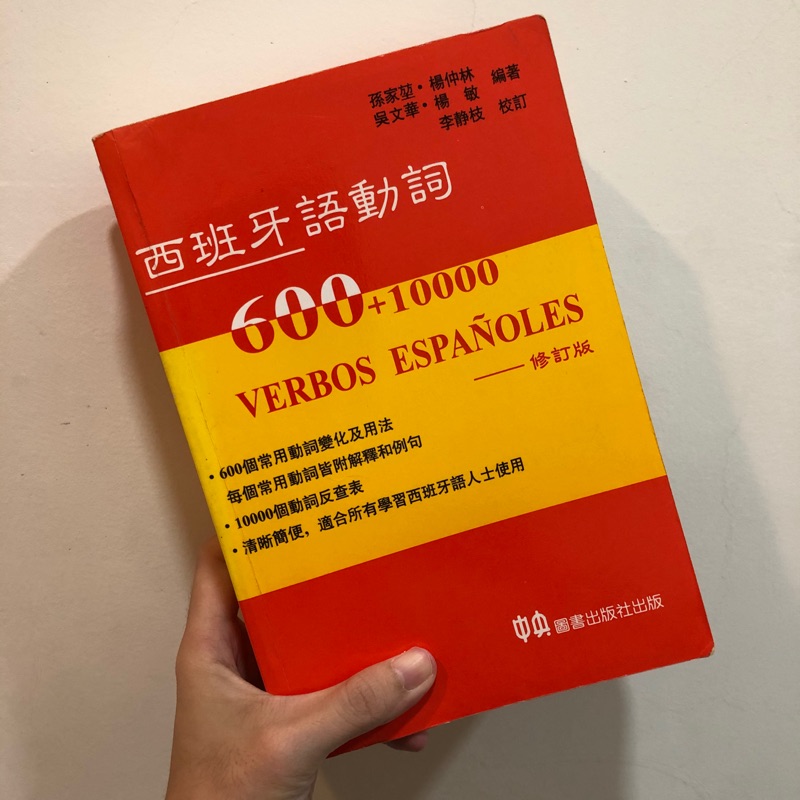 孫家堃・楊仲林 編著
吳文華・楊 敏
李静枝 校訂
西班牙語動詞
600+10000
VERBOS ESPAÑOLES
——修訂版
・600個常用動詞變化及用法
每個常用動詞皆附解釋和例句
・10000個動詞反查表
・清晰簡便，適合所有學習西班牙語人士使用
中央圖書出版社出版